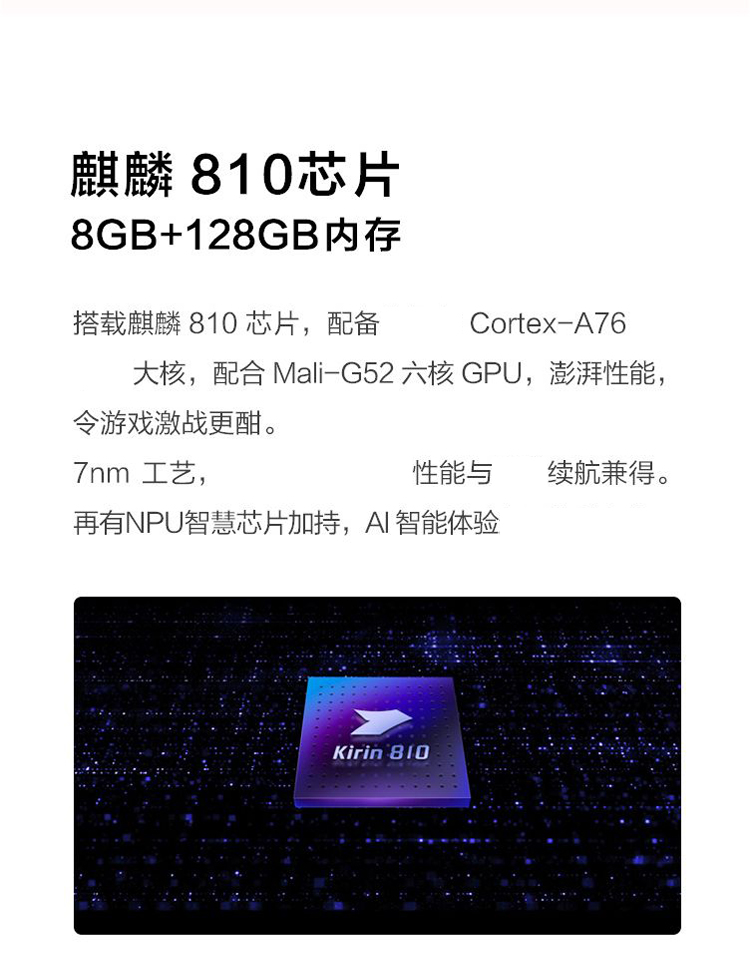 麒麟 810芯片
8GB+128GB内存
搭载麒麟 810 芯片，配备 Cortex-A76
大核，配合 Mali-G52 六核 GPU，澎湃性能，
令游戏激战更酣。
7nm 工艺， 性能与 续航兼得。
再有NPU智慧芯片加持，AI 智能体验
Kirin 810